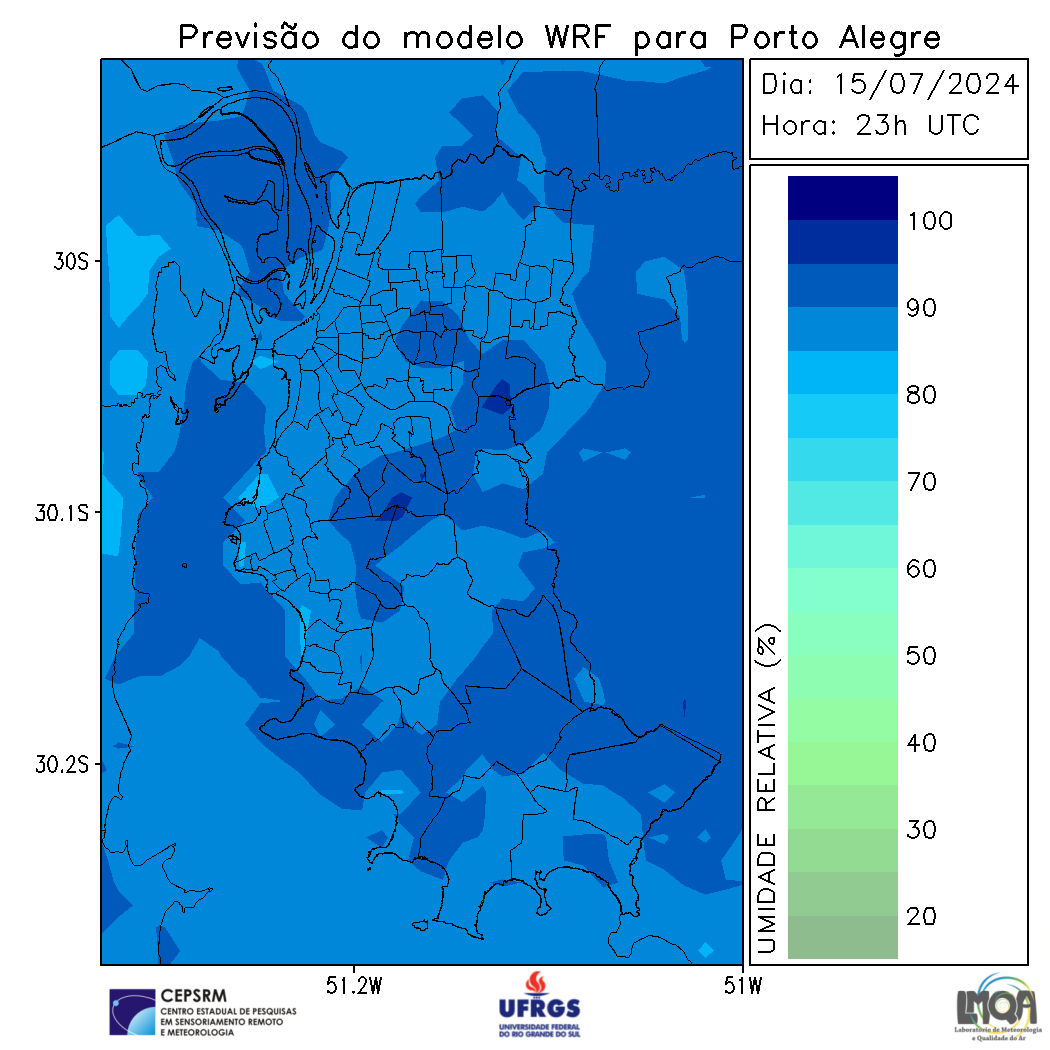 Previsão do modelo WRF para Porto Alegre
Dia: 15/07/2024
Hora: 23h UTC
100
90
80
70
60
50
40
30
20
UMIDADE RELATIVA (%)
30S
30.1S
30.2S
51.2W
51W
CEPSRM
CENTRO ESTADUAL DE PESQUISAS
EM SENSORIAMENTO REMOTO
E METEOROLOGIA
UFRGS
UNIVERSIDADE FEDERAL
DO RIO GRANDE DO SUL
LMQA
Laboratório de Meteorologia
e Qualidade do Ar